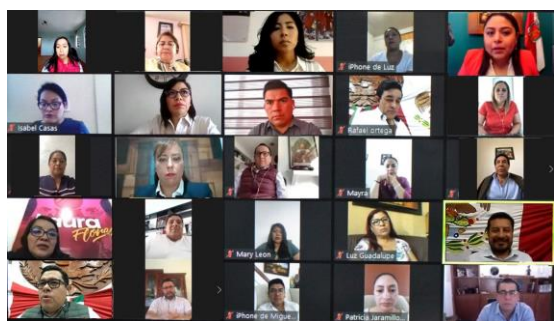 iPhone de Luz
Isabel Casas
Rafael ortega
Mayra
Laura
Flores
Mary Leon
Luz Guadalupe
iPhone de Migue...
Patricia Jaramillo...